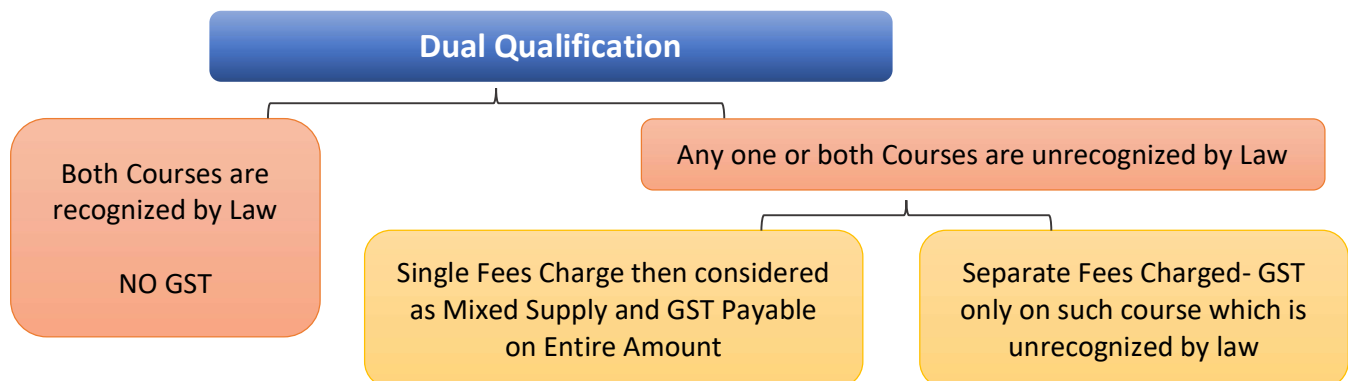 Dual Qualification
Both Courses are
recognized by Law
NO GST
Any one or both Courses are unrecognized by Law
Single Fees Charge then considered
as Mixed Supply and GST Payable
on Entire Amount
Separate Fees Charged- GST
only on such course which is
unrecognized by law